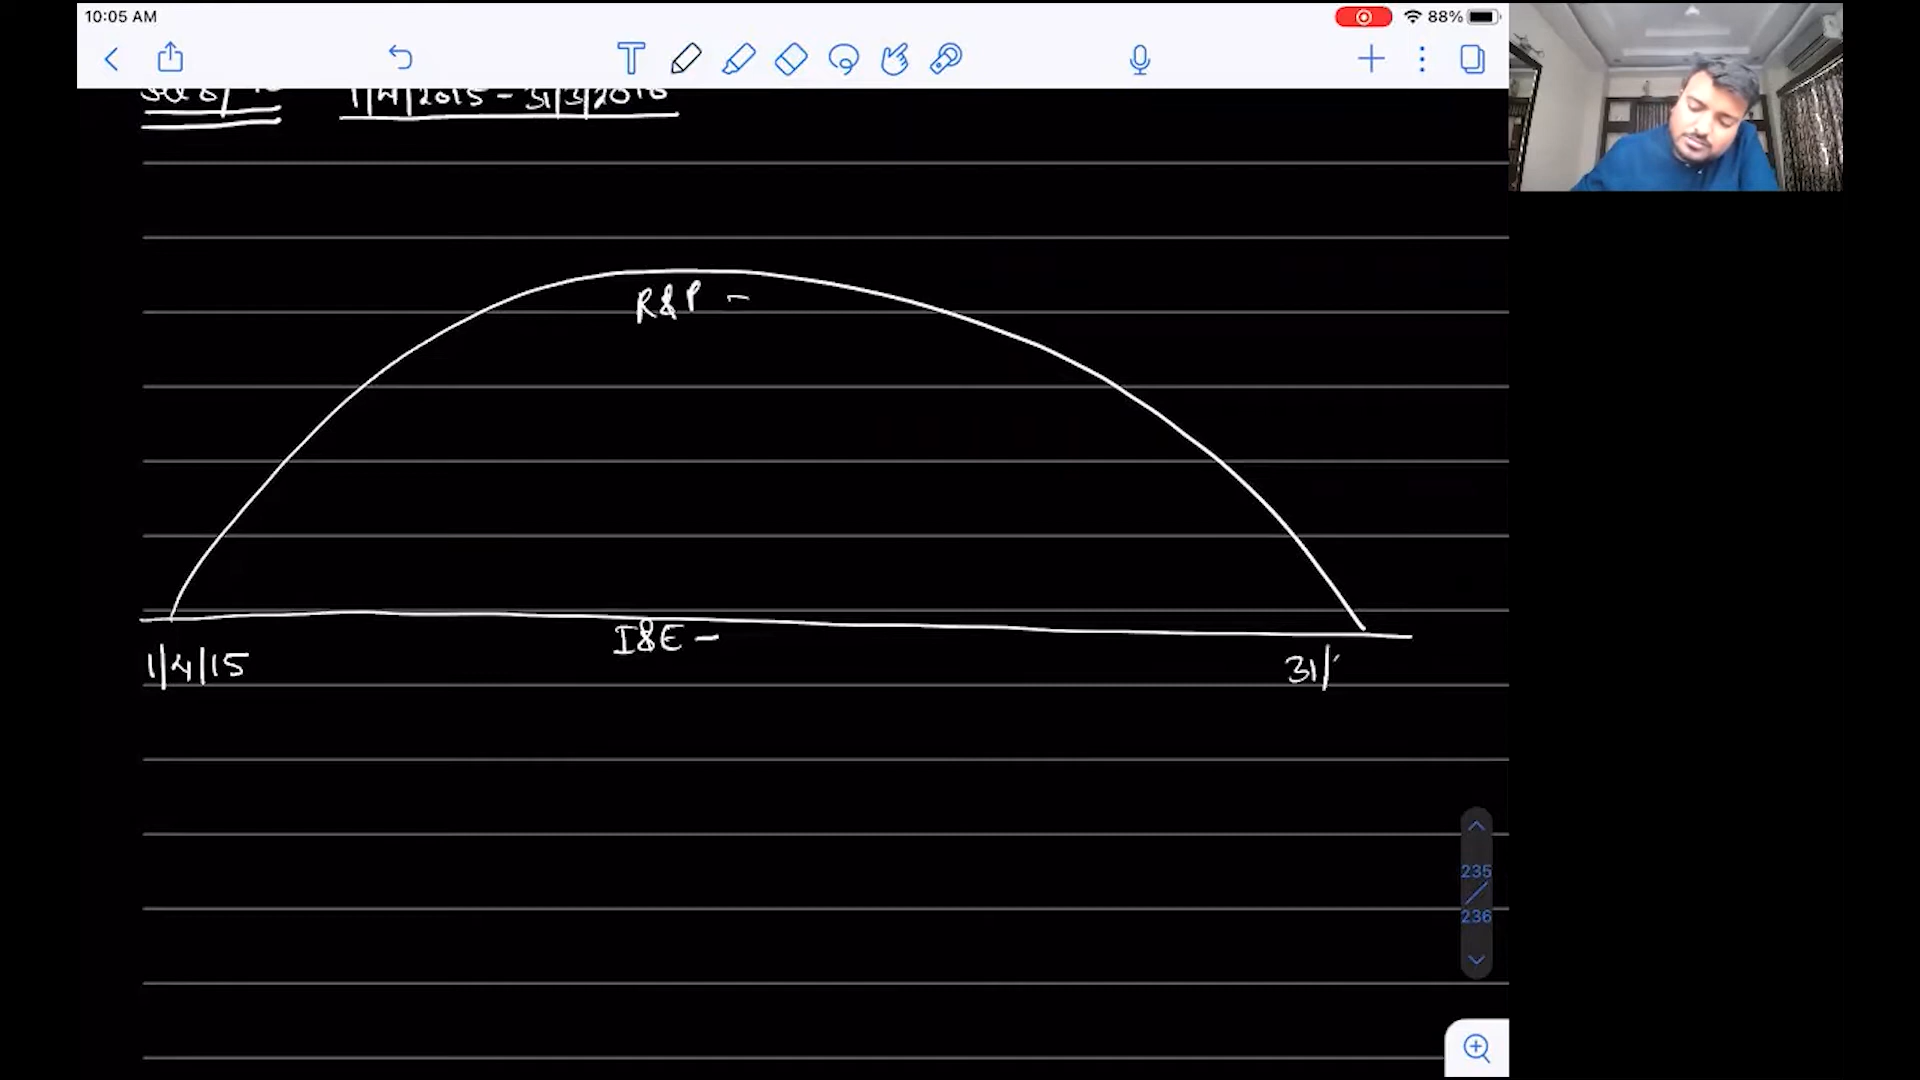 10:05 AM 88%
1/4/2015 - 31/3/2016
R&P -
I&E -
1/4/15 31/
235
236